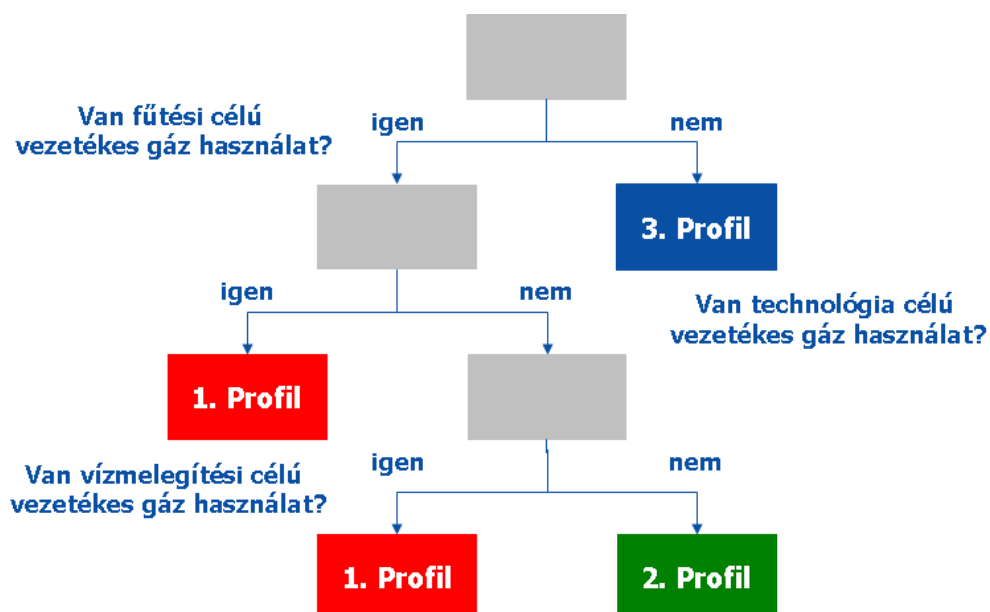 Van fűtési célú
vezetékes gáz használat?
igen
nem
3. Profil
igen
nem
Van technológia célú
vezetékes gáz használat?
1. Profil
Van vízmelegítési célú
vezetékes gáz használat?
igen
nem
1. Profil
2. Profil